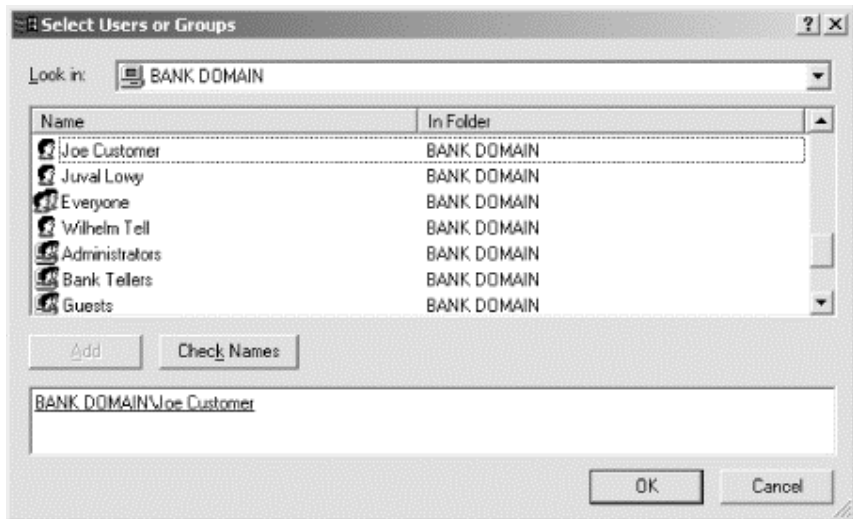 Select Users or Groups
Look in: BANK DOMAIN
Name In Folder
Joe Customer BANK DOMAIN
Juval Lowy BANK DOMAIN
Everyone BANK DOMAIN
Wilhelm Tell BANK DOMAIN
Administrators BANK DOMAIN
Bank Tellers BANK DOMAIN
Guests BANK DOMAIN
Add Check Names
BANK DOMAIN\Joe Customer
OK Cancel